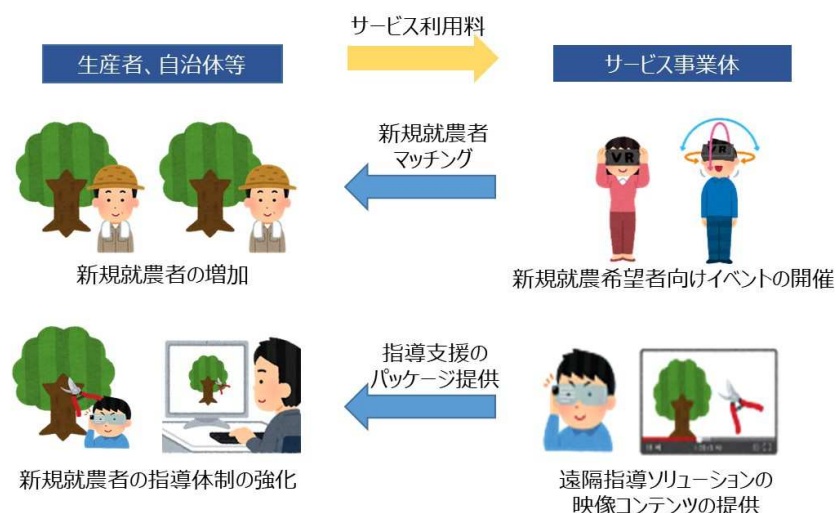 サービス利用料
生産者、自治体等
サービス事業体
新規就農者
マッチング
VR
VR
新規就農者の増加
新規就農希望者向けイベントの開催
指導支援の
パッケージ提供
新規就農者の指導体制の強化
遠隔指導ソリューションの
映像コンテンツの提供